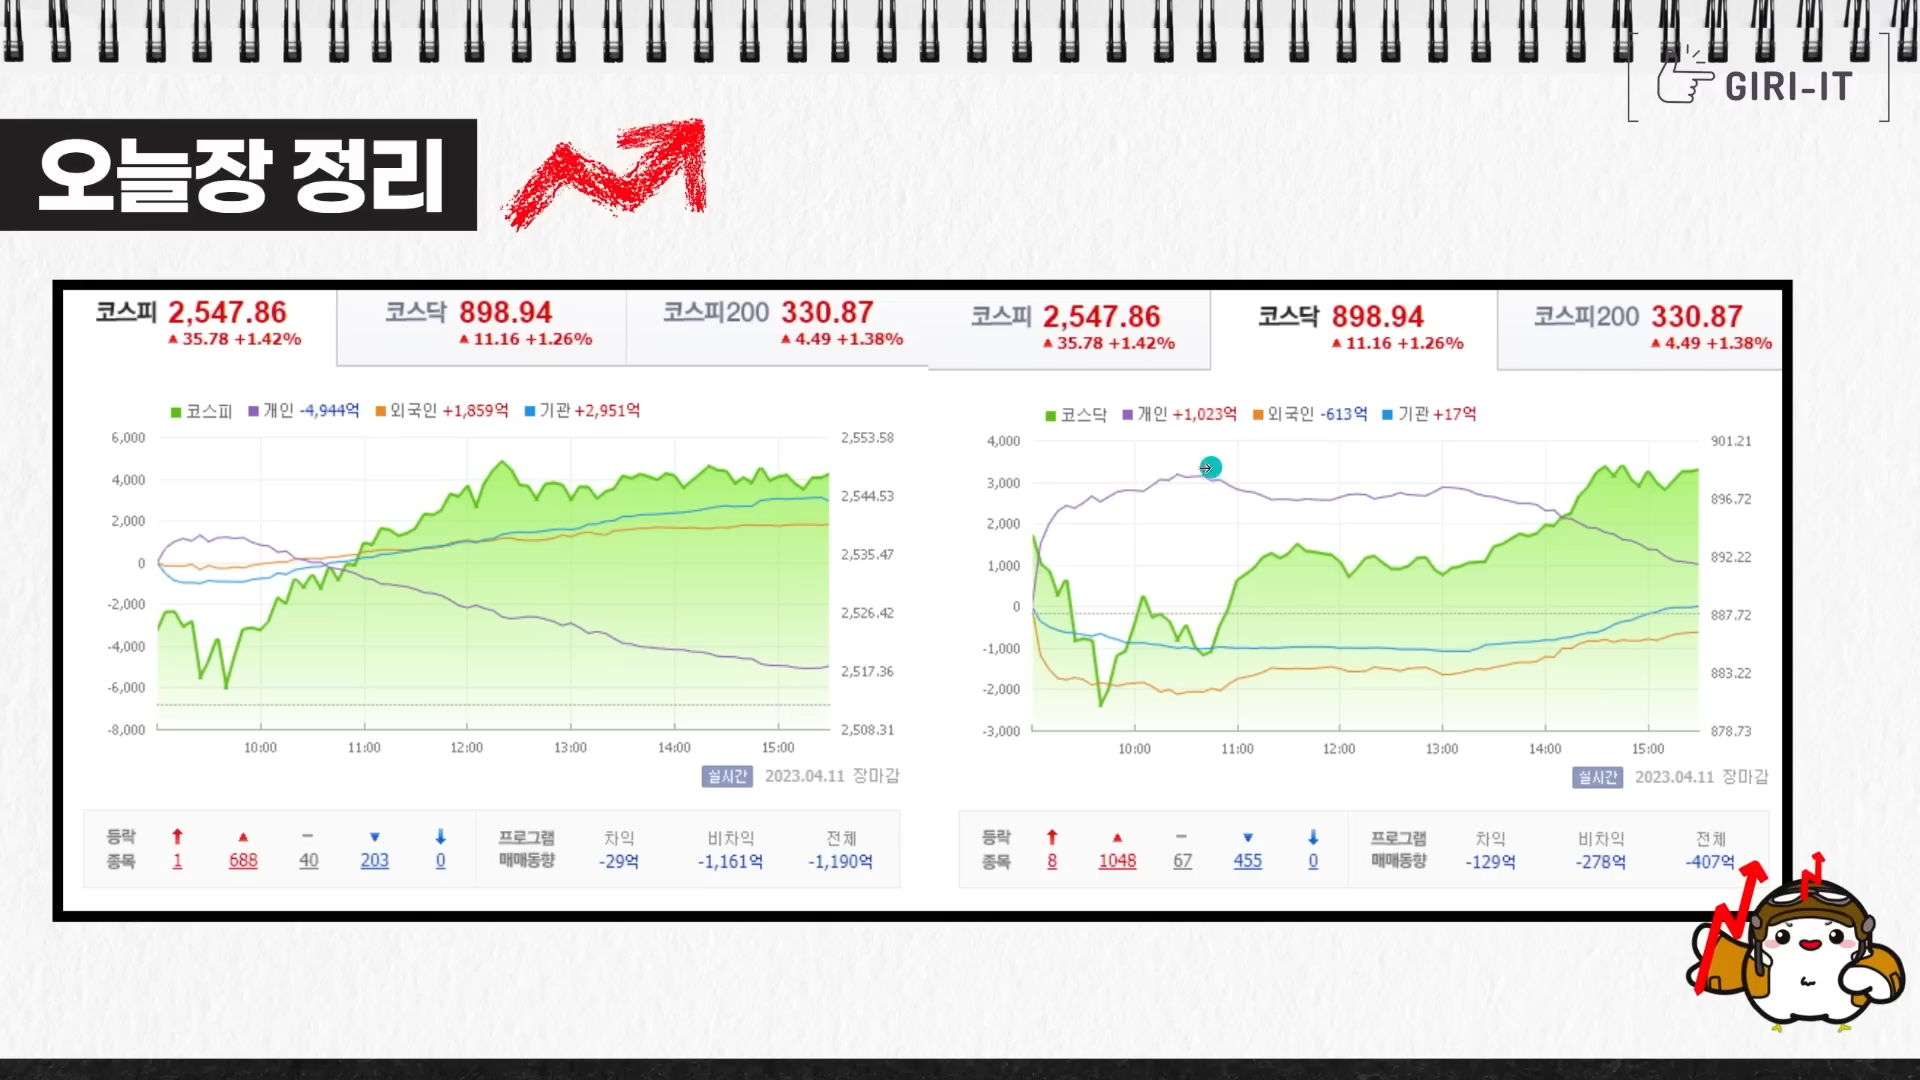 GIRI-IT
오늘장 정리
코스피 2,547.86
▲35.78 +1.42%
코스닥 898.94
▲11.16 +1.26%
코스피200 330.87
▲4.49 +1.38%
코스피 2,547.86
▲35.78 +1.42%
코스닥 898.94
▲11.16 +1.26%
코스피200 330.87
▲4.49 +1.38%
코스피 개인 -4,944억 외국인 +1,859억 기관 +2,951억
6,000 2,553.58
4,000 2,544.53
2,000 2,535.47
0
-2,000 2,526.42
-4,000 2,517.36
-6,000
-8,000 2,508.31
10:00 11:00 12:00 13:00 14:00 15:00
실시간 2023.04.11 장마감
등락 ↑ ▲ − ▼ ↓ 프로그램 차익 비차익 전체
종목 1 688 40 203 0 매매동향 -29억 -1,161억 -1,190억
코스닥 개인 +1,023억 외국인 -613억 기관 +17억
4,000 901.21
3,000 896.72
2,000
1,000 892.22
0 887.72
-1,000 883.22
-2,000
-3,000 878.73
10:00 11:00 12:00 13:00 14:00 15:00
실시간 2023.04.11 장마감
등락 ↑ ▲ − ▼ ↓ 프로그램 차익 비차익 전체
종목 8 1048 67 455 0 매매동향 -129억 -278억 -407억